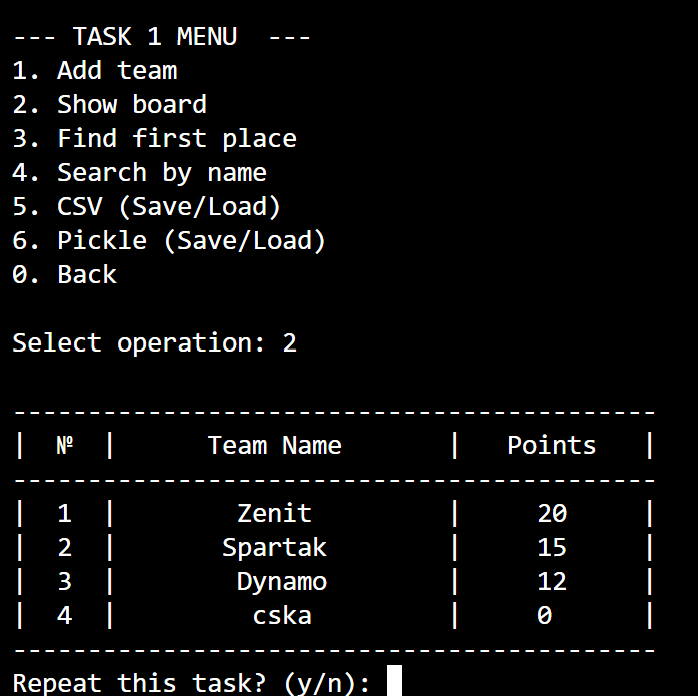 --- TASK 1 MENU  ---
1. Add team
2. Show board
3. Find first place
4. Search by name
5. CSV (Save/Load)
6. Pickle (Save/Load)
0. Back
Select operation: 2
-------------------------------------------
|  №  |      Team Name       |   Points   |
-------------------------------------------
|  1  |        Zenit         |     20     |
|  2  |       Spartak        |     15     |
|  3  |        Dynamo        |     12     |
|  4  |         cska         |     0      |
-------------------------------------------
Repeat this task? (y/n):